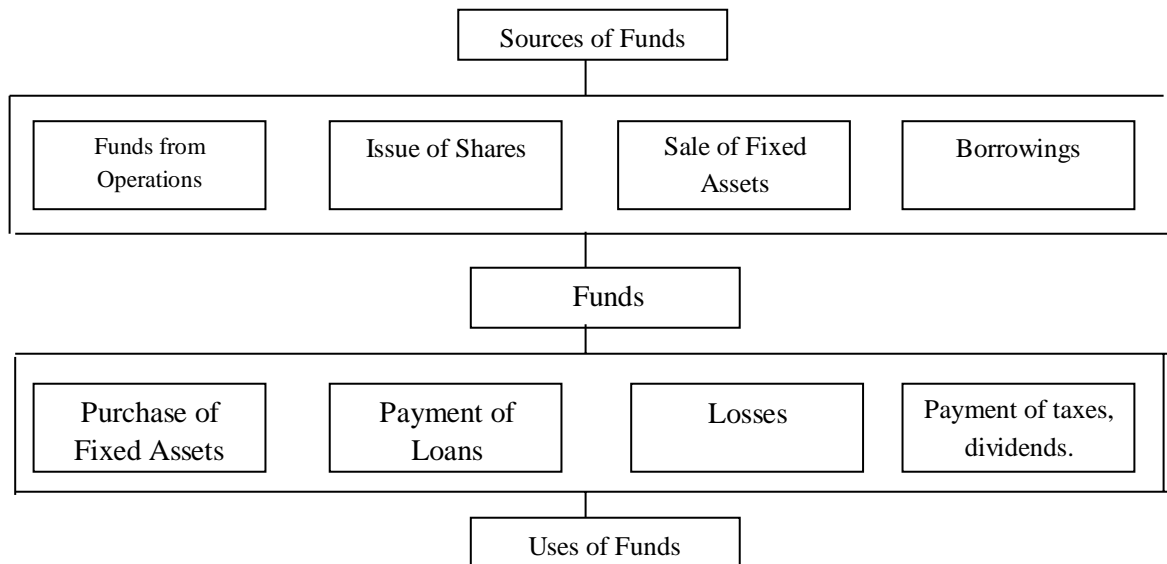 Sources of Funds
Funds from
Operations
Issue of Shares
Sale of Fixed
Assets
Borrowings
Funds
Purchase of
Fixed Assets
Payment of
Loans
Losses
Payment of taxes,
dividends.
Uses of Funds